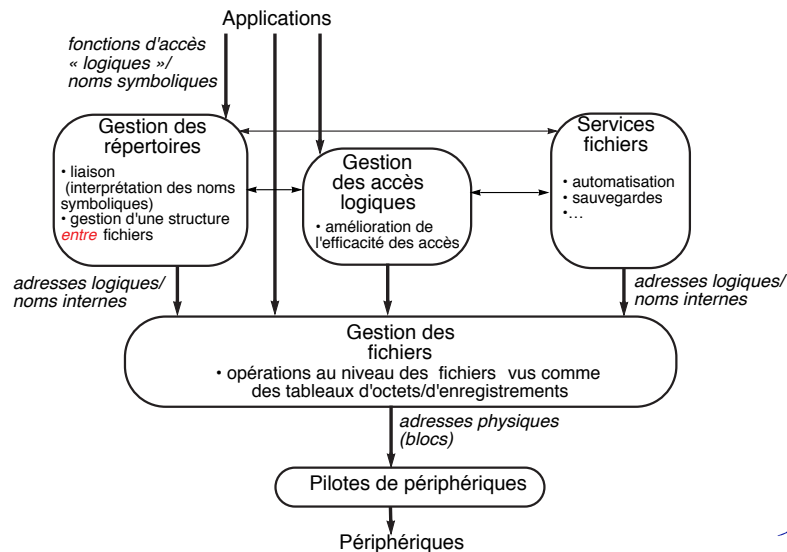 Applications
fonctions d'accès
« logiques »/
noms symboliques
Gestion des
répertoires
• liaison
(interprétation des noms
symboliques)
• gestion d'une structure
entre fichiers
Gestion
des accès
logiques
• amélioration de
l'efficacité des accès
Services
fichiers
• automatisation
• sauvegardes
•…
adresses logiques/
noms internes
adresses logiques/
noms internes
Gestion des
fichiers
• opérations au niveau des fichiers vus comme
des tableaux d'octets/d'enregistrements
adresses physiques
(blocs)
Pilotes de périphériques
Périphériques